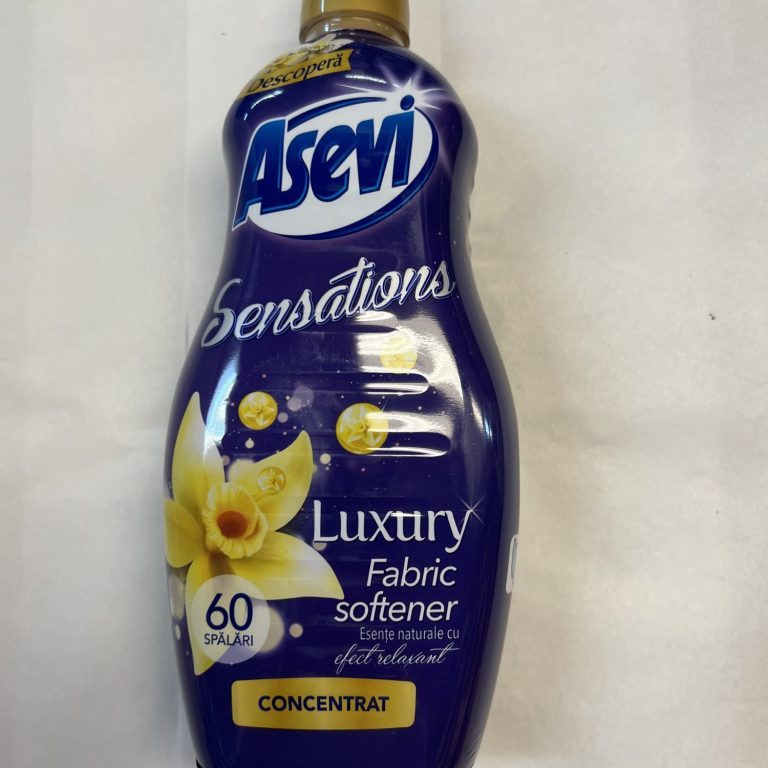 Descoperă
Asevi
Sensations
Luxury
Fabric
softener
Esențe naturale cu
efect relaxant
60
SPĂLĂRI
CONCENTRAT